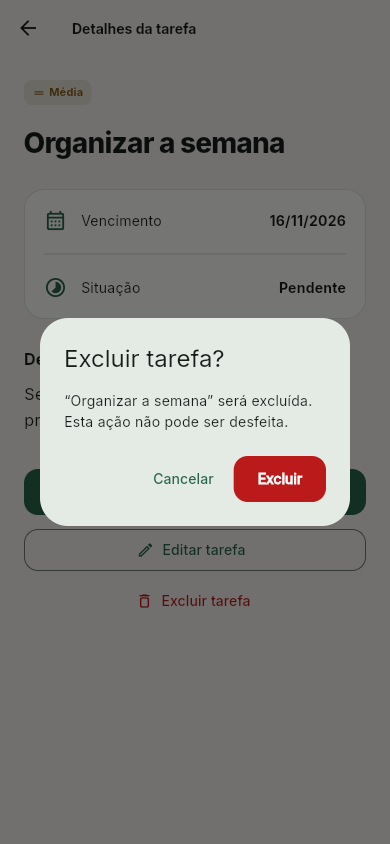 Detalhes da tarefa
Média
Organizar a semana
Vencimento 16/11/2026
Situação Pendente
Excluir tarefa?
“Organizar a semana” será excluída.
Esta ação não pode ser desfeita.
Cancelar Excluir
Editar tarefa
Excluir tarefa